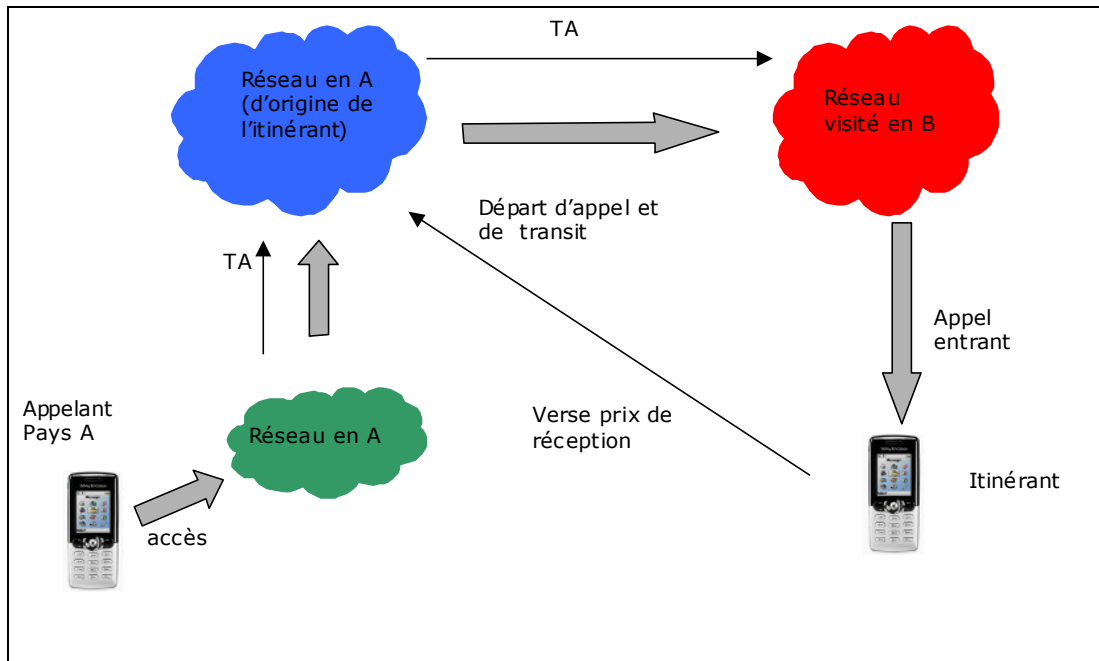 TA
Réseau en A
(d'origine de
l'itinérant)
Réseau
visité en B
Départ d'appel et
de transit
TA
Appel
entrant
Appelant
Pays A
Réseau en A
Verse prix de
réception
Itinérant
accès